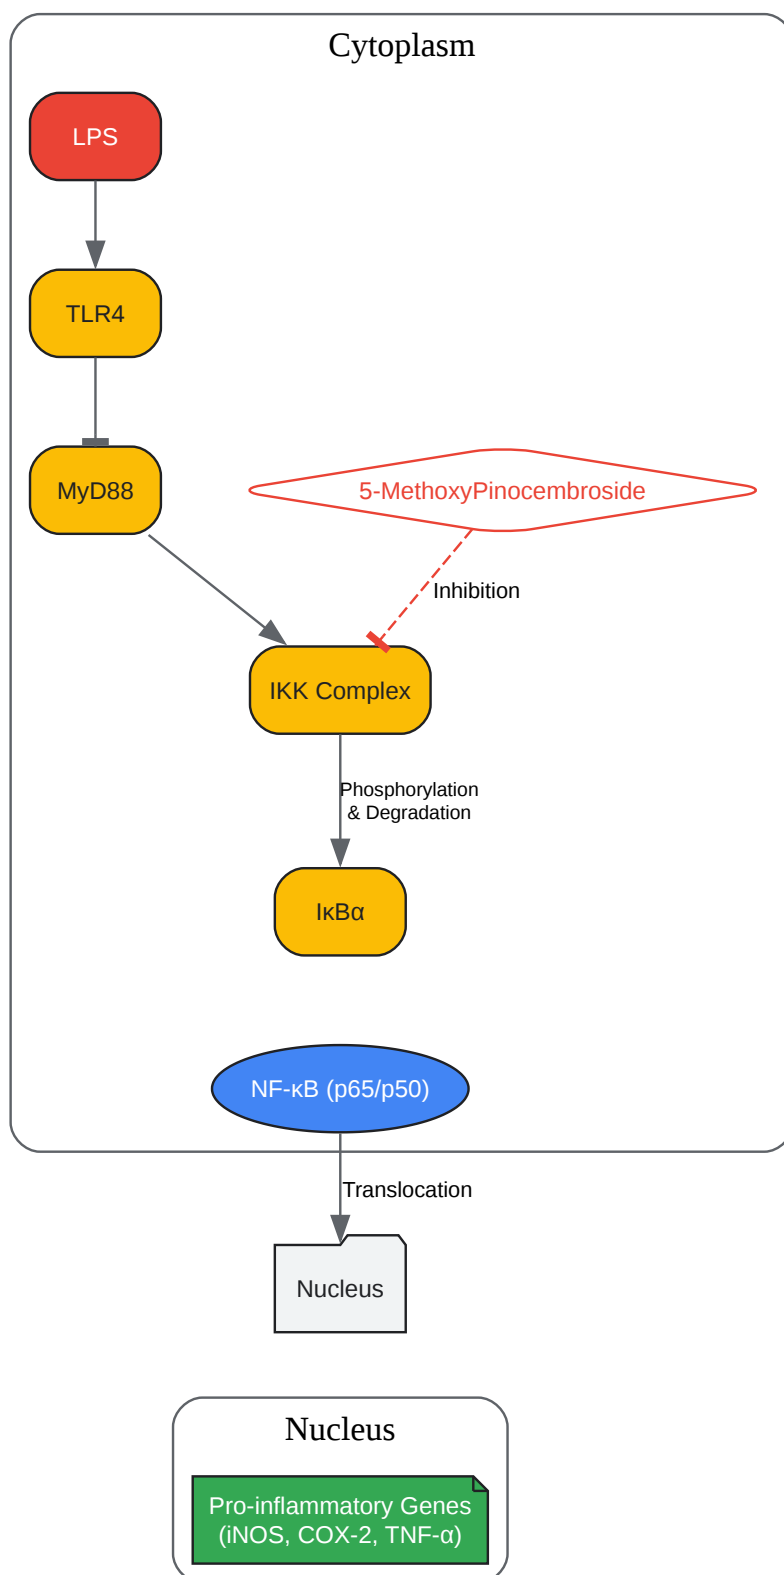 Cytoplasm
LPS
TLR4
MyD88
5-MethoxyPinocembroside
Inhibition
IKK Complex
Phosphorylation
& Degradation
IκBα
NF-κB (p65/p50)
Translocation
Nucleus
Nucleus
Pro-inflammatory Genes
(iNOS, COX-2, TNF-α)